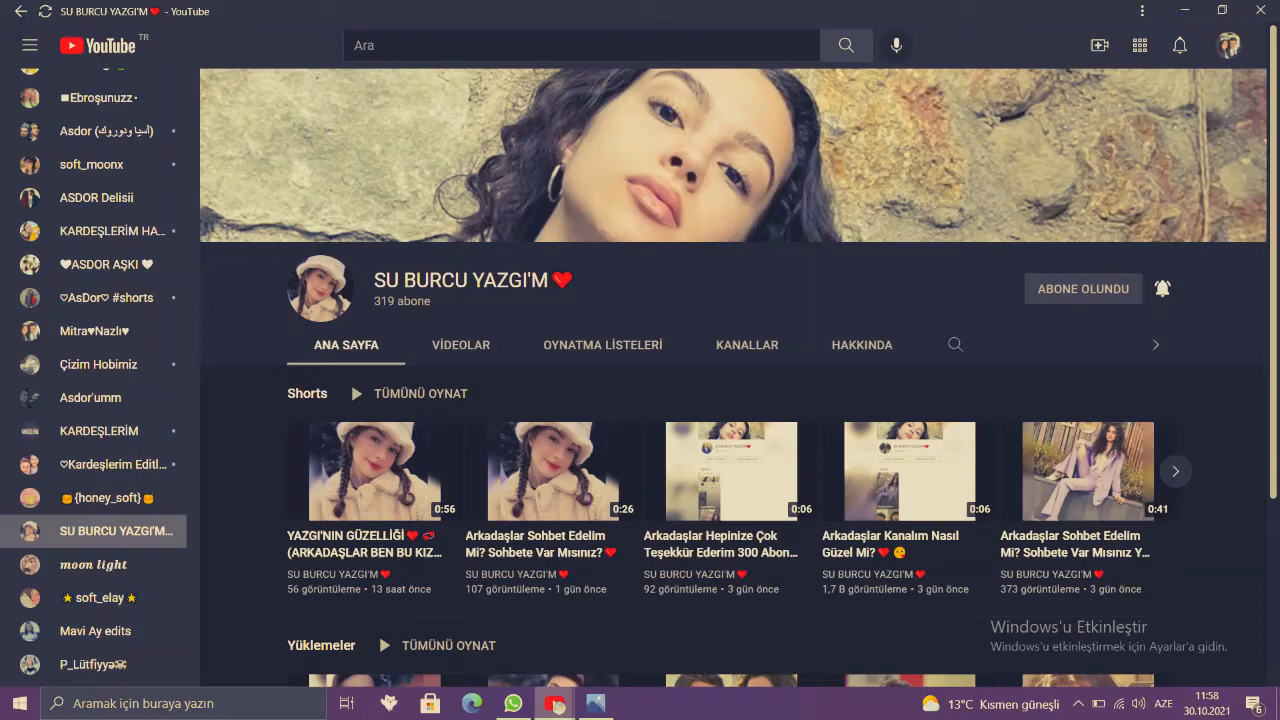 SU BURCU YAZGI'M❤ - YouTube
YouTube TR
Ara
■Ebroşunuzz•
Asdor (أسيا ودوروك)
soft_moonx
ASDOR Delisii
KARDEŞLERİM HA...
🤍ASDOR AŞKI 🤍
♡AsDor♡ #shorts
Mitra♥Nazlı♥
Çizim Hobimiz
Asdor'umm
KARDEŞLERİM
♡Kardeşlerim Editl...
{honey_soft}
SU BURCU YAZGI'M...
moon light
soft_elay
Mavi Ay edits
P_Lütfiyyə☠
SU BURCU YAZGI'M❤
319 abone
ABONE OLUNDU
ANA SAYFA
VİDEOLAR
OYNATMA LİSTELERİ
KANALLAR
HAKKINDA
Shorts
TÜMÜNÜ OYNAT
0:56
YAZGI'NIN GÜZELLİĞİ❤
(ARKADAŞLAR BEN BU KIZ...
SU BURCU YAZGI'M❤
56 görüntüleme • 13 saat önce
0:26
Arkadaşlar Sohbet Edelim
Mi? Sohbete Var Mısınız?❤
SU BURCU YAZGI'M❤
107 görüntüleme • 1 gün önce
0:06
Arkadaşlar Hepinize Çok
Teşekkür Ederim 300 Abon...
SU BURCU YAZGI'M❤
92 görüntüleme • 3 gün önce
0:06
Arkadaşlar Kanalım Nasıl
Güzel Mi?❤😘
SU BURCU YAZGI'M❤
1,7 B görüntüleme • 3 gün önce
0:41
Arkadaşlar Sohbet Edelim
Mi? Sohbete Var Mısınız Y...
SU BURCU YAZGI'M❤
373 görüntüleme • 3 gün önce
Yüklemeler
TÜMÜNÜ OYNAT
Windows'u Etkinleştir
Windows'u etkinleştirmek için Ayarlar'a gidin.
Aramak için buraya yazın
13°C Kısmen güneşli
AZE
11:58
30.10.2021
6